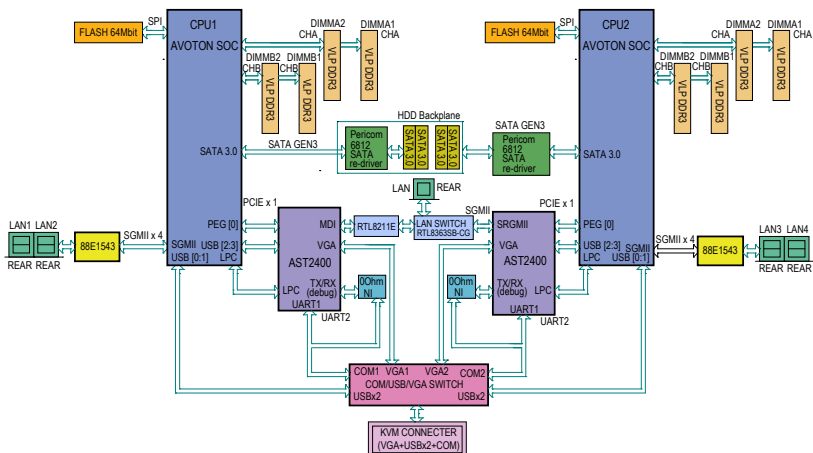 FLASH 64Mbit
SPI
CPU1
AVOTON SOC
DIMMA2
DIMMA1
CHA
CHA
VLP DDR3
VLP DDR3
DIMMB2
DIMMB1
CHB
CHB
VLP DDR3
VLP DDR3
FLASH 64Mbit
SPI
CPU2
AVOTON SOC
DIMMA2
DIMMA1
CHA
CHA
VLP DDR3
VLP DDR3
DIMMB2
DIMMB1
CHB
CHB
VLP DDR3
VLP DDR3
SATA 3.0
SATA GEN3
HDD Backplane
Pericom
6812
SATA
re-driver
SATA 3.0
SATA 3.0
SATA 3.0
SATA 3.0
SATA GEN3
Pericom
6812
SATA
re-driver
SATA 3.0
LAN
REAR
PCIE x 1
PEG [0]
MDI
RTL8211E
LAN SWITCH
RTL8363SB-CG
SGMII
SRGMII
PCIE x 1
PEG [0]
LAN1
LAN2
REAR
REAR
88E1543
SGMII x 4
SGMII
USB [2:3]
USB [0:1]
LPC
VGA
AST2400
TX/RX
(debug)
LPC
UART1
UART2
0Ohm
NI
0Ohm
NI
VGA
AST2400
TX/RX
(debug)
LPC
UART1
UART2
USB [2:3]
SGMII
LPC
USB [0:1]
SGMII x 4
88E1543
LAN3
LAN4
REAR
REAR
COM1
VGA1
VGA2
COM2
COM/USB/VGA SWITCH
USBx2
USBx2
KVM CONNECTER
(VGA+USBx2+COM)